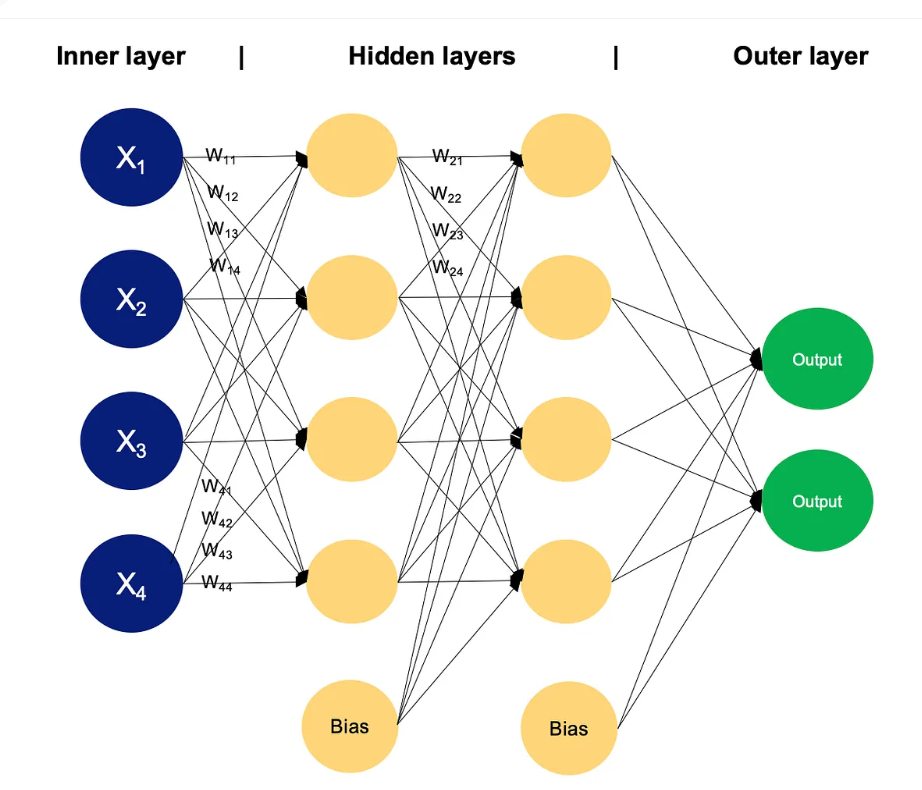 Inner layer | Hidden layers | Outer layer
X₁
W₁₁
W₁₂
W₁₃
W₁₄
W₂₁
W₂₂
W₂₃
W₂₄
X₂
X₃
X₄
W₄₁
W₄₂
W₄₃
W₄₄
Output
Output
Bias
Bias